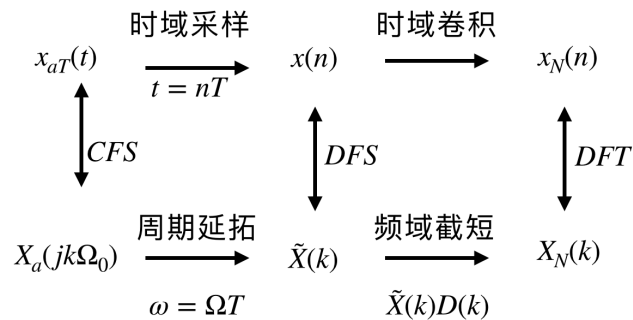 时域采样 时域卷积
x_{aT}(t) x(n) x_N(n)
t = nT
CFS DFS DFT
周期延拓 频域截短
X_a(jkΩ_0) X̃(k) X_N(k)
ω = ΩT X̃(k)D(k)